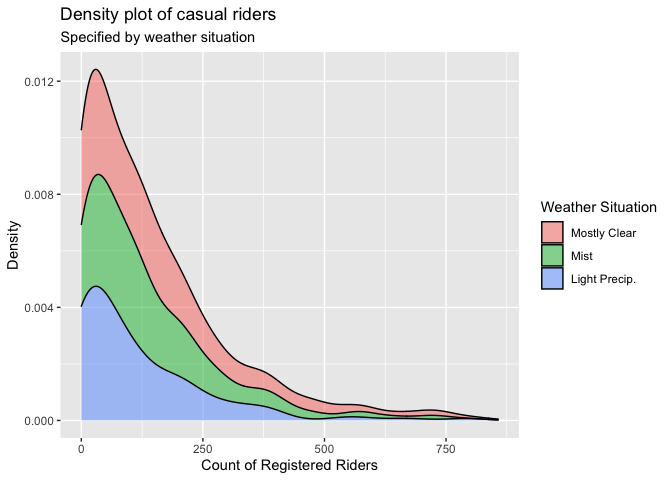 Density plot of casual riders
Specified by weather situation
Density
0.012
0.008
0.004
0.000
0
250
500
750
Count of Registered Riders
Weather Situation
Mostly Clear
Mist
Light Precip.